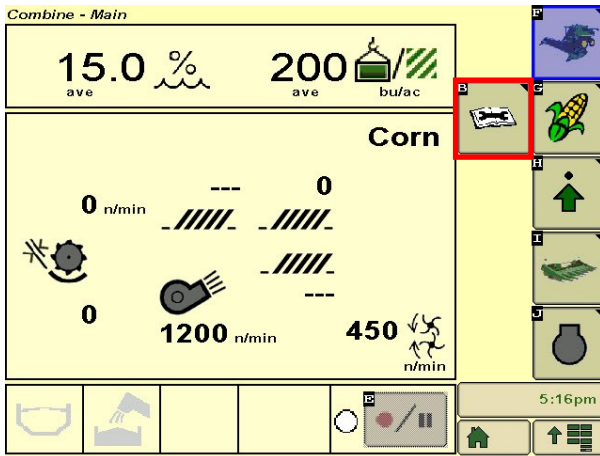 Combine - Main
F
15.0 %
ave
200 /
ave bu/ac
B
G
Corn
H
--- 0
0 n/min
I
---
0
1200 n/min
450
n/min
J
E
/
5:16pm